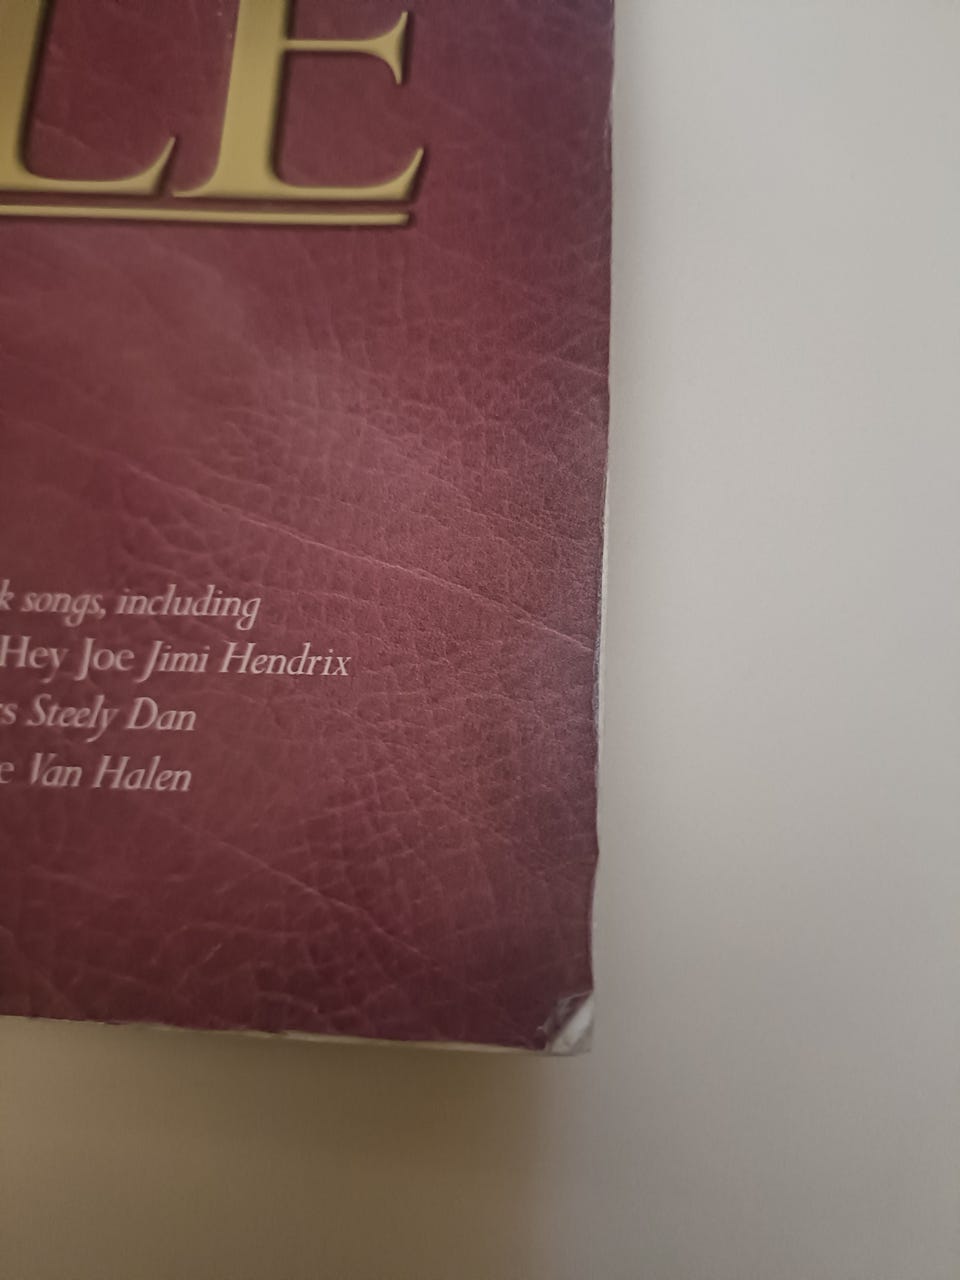 LE
k songs, including
Hey Joe Jimi Hendrix
s Steely Dan
e Van Halen